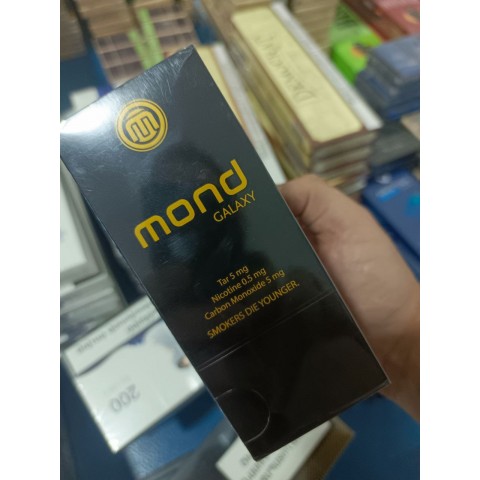 mond
GALAXY
Tar 5 mg
Nicotine 0.5 mg
Carbon Monoxide 5 mg
SMOKERS DIE YOUNGER.
200